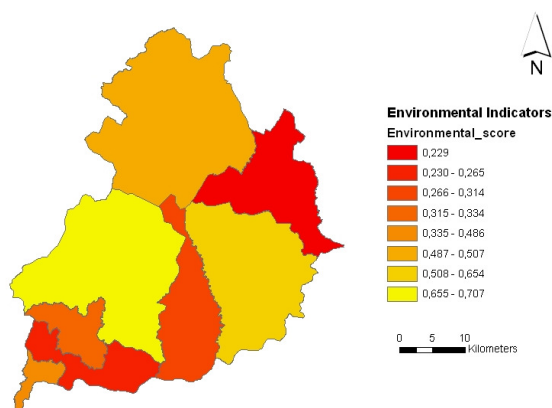 N
Environmental Indicators
Environmental_score
0,229
0,230 - 0,265
0,266 - 0,314
0,315 - 0,334
0,335 - 0,486
0,487 - 0,507
0,508 - 0,654
0,655 - 0,707
0 5 10
Kilometers